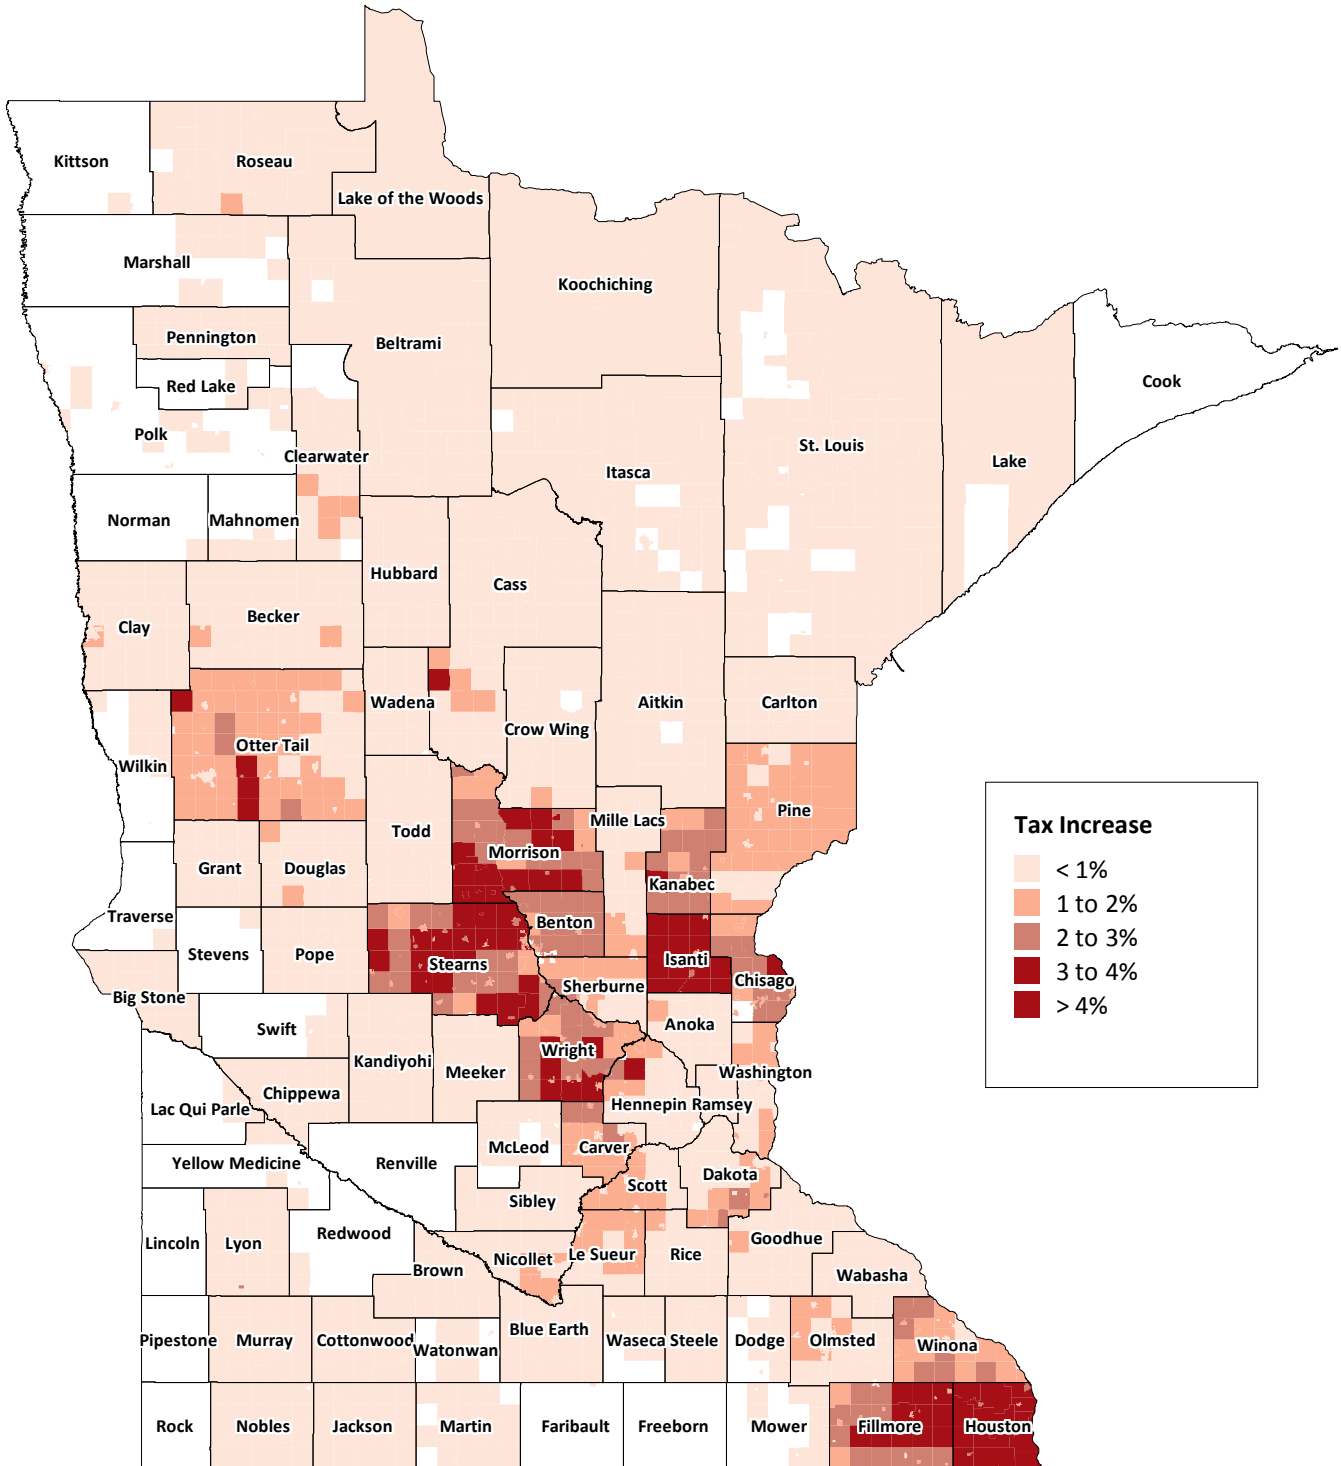 Kittson
Roseau
Lake of the Woods
Marshall
Koochiching
Pennington
Beltrami
Red Lake
Cook
Polk
Clearwater
St. Louis
Itasca
Lake
Norman
Mahnomen
Hubbard
Cass
Becker
Clay
Wadena
Aitkin
Carlton
Crow Wing
Otter Tail
Wilkin
Pine
Mille Lacs
Todd
Morrison
Grant
Douglas
Kanabec
Traverse
Benton
Stevens
Pope
Stearns
Isanti
Chisago
Sherburne
Big Stone
Swift
Anoka
Kandiyohi
Wright
Meeker
Washington
Chippewa
Lac Qui Parle
Hennepin
Ramsey
McLeod
Carver
Yellow Medicine
Renville
Dakota
Scott
Sibley
Redwood
Lincoln
Lyon
Goodhue
Nicollet
Le Sueur
Rice
Brown
Wabasha
Pipestone
Murray
Cottonwood
Watonwan
Blue Earth
Waseca
Steele
Dodge
Olmsted
Winona
Rock
Nobles
Jackson
Martin
Faribault
Freeborn
Mower
Fillmore
Houston
Tax Increase
< 1%
1 to 2%
2 to 3%
3 to 4%
> 4%